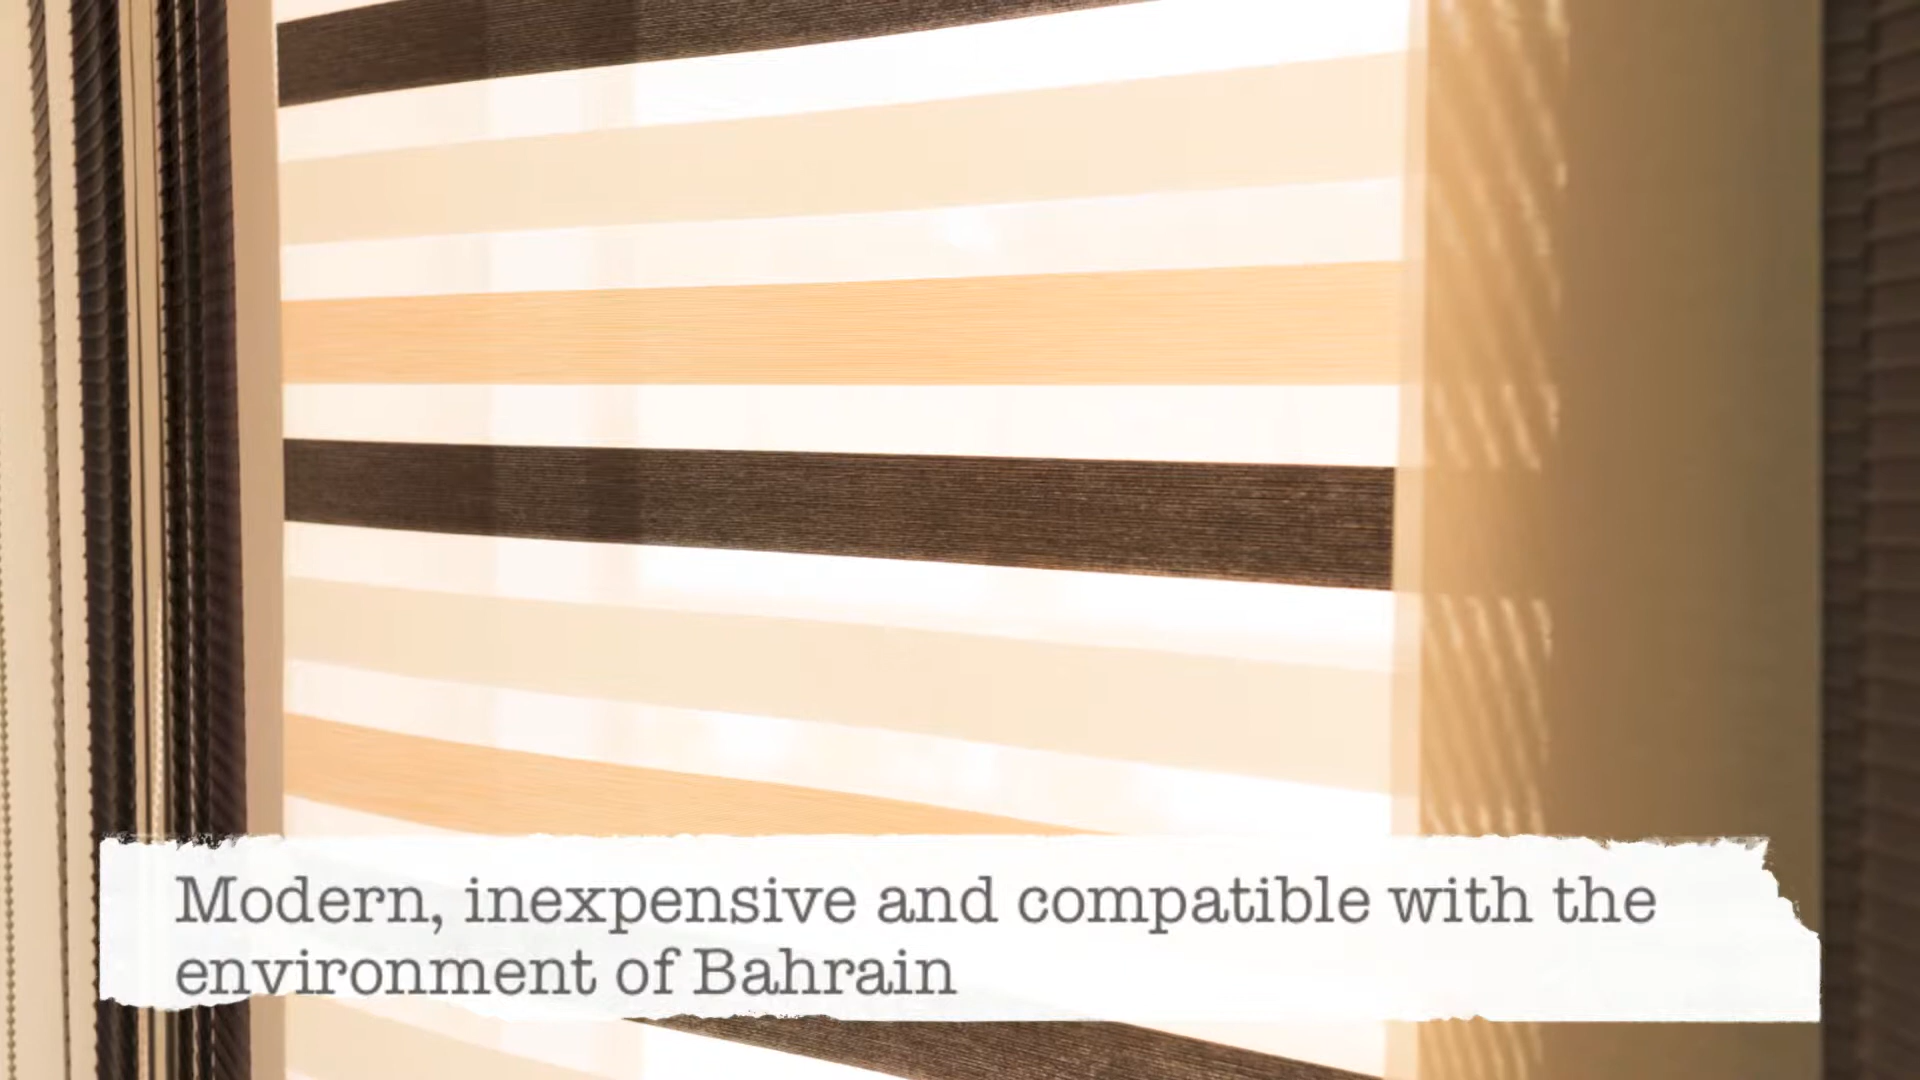 Modern, inexpensive and compatible with the
environment of Bahrain